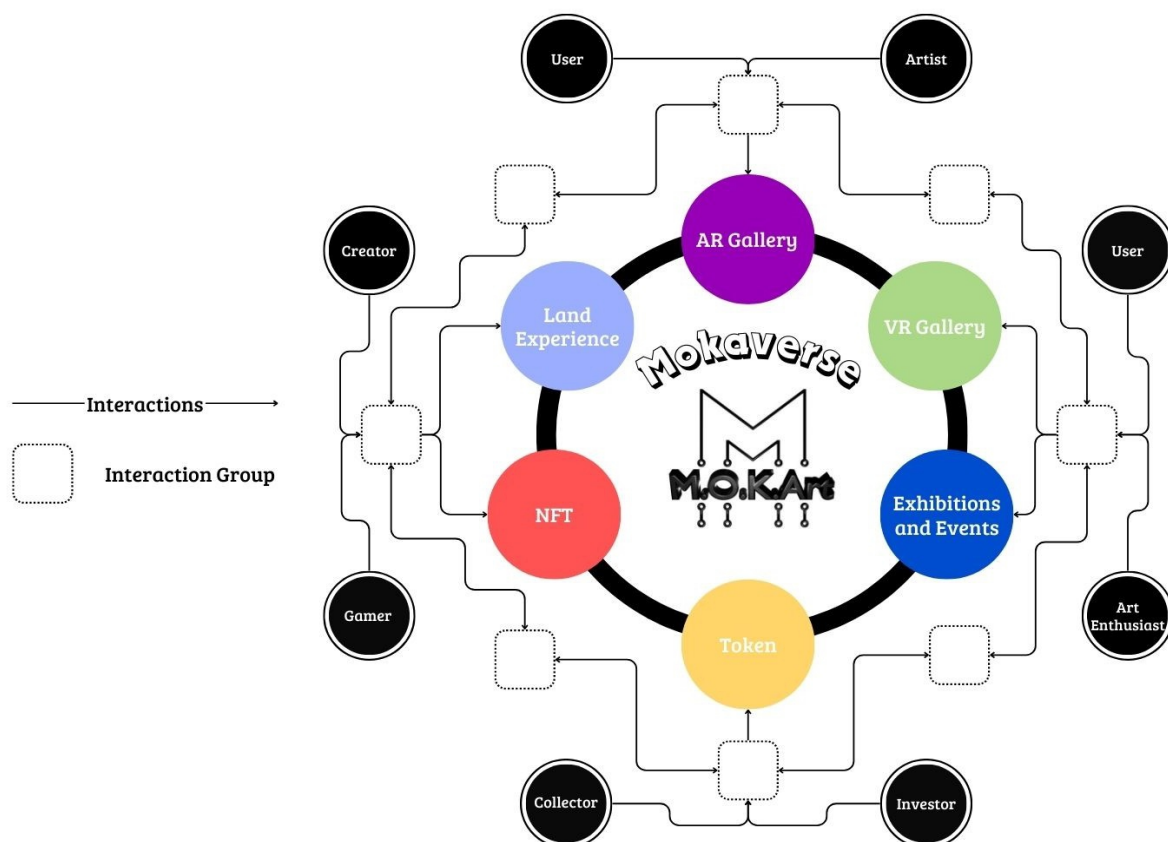 User
Artist
Creator
User
AR Gallery
Land
Experience
VR Gallery
Mokaverse
Interactions
M.O.K.Art
Interaction Group
NFT
Exhibitions
and Events
Gamer
Art
Enthusiast
Token
Collector
Investor